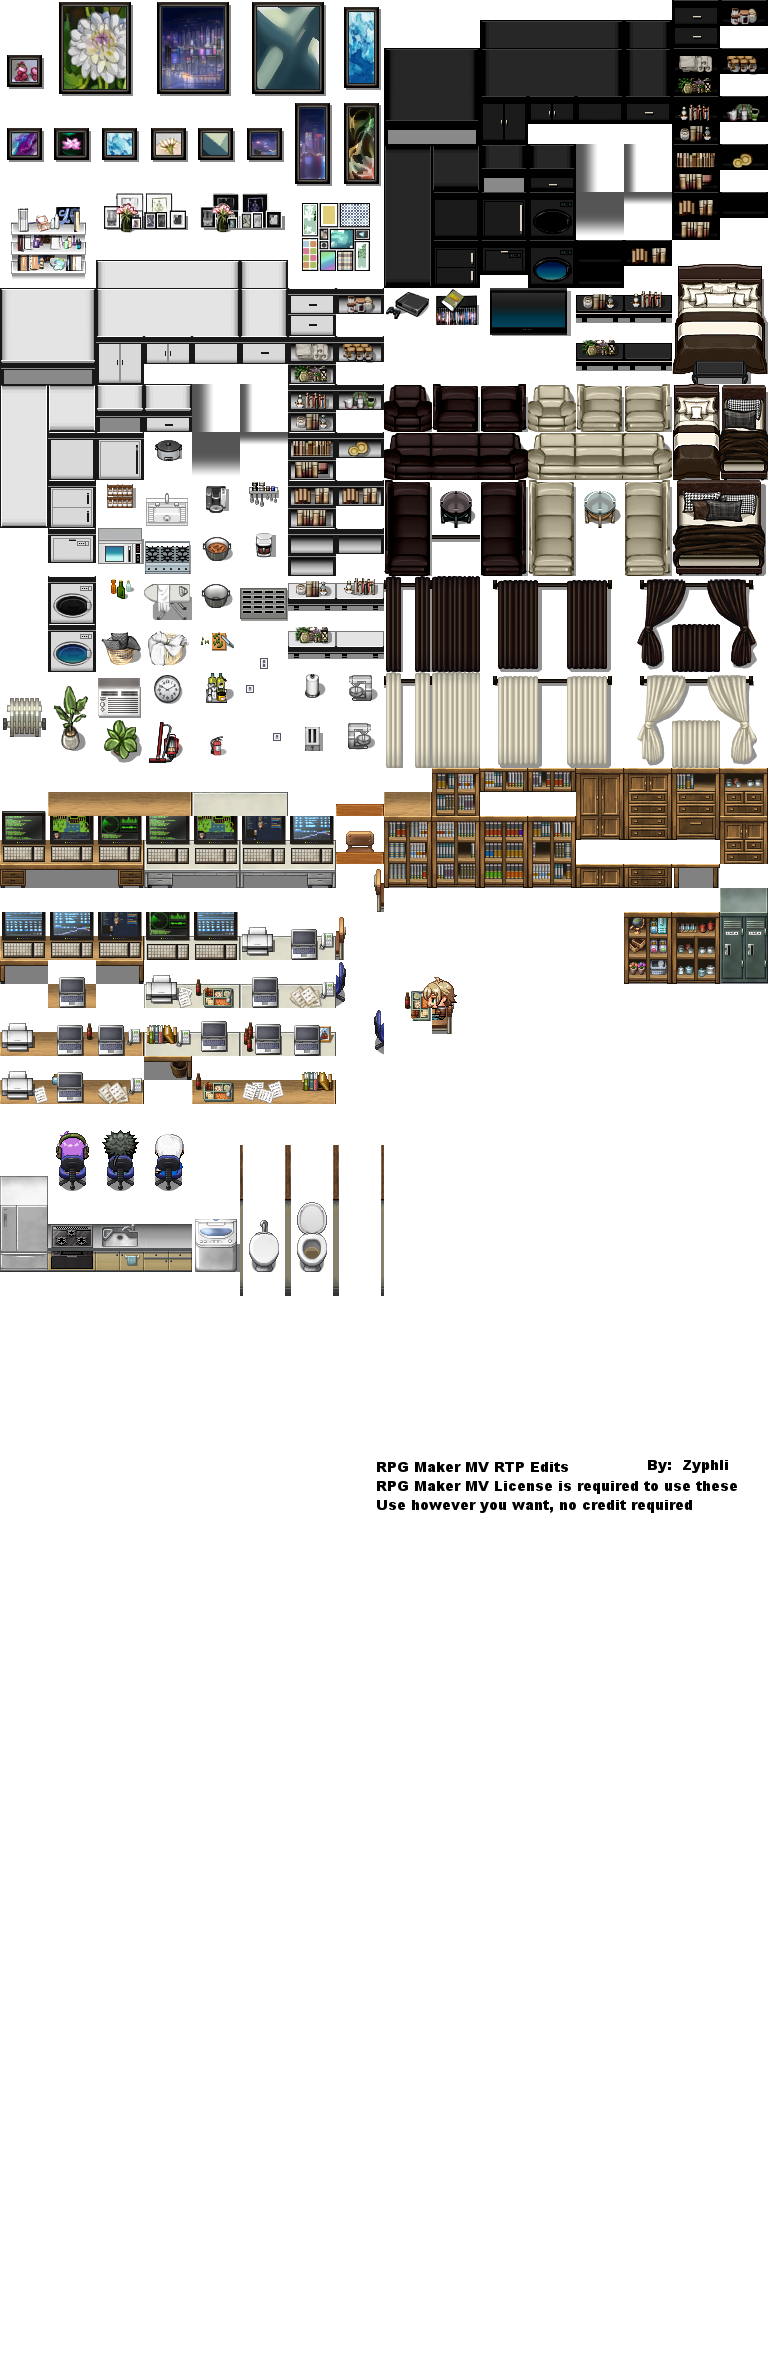 RPG Maker MV RTP Edits By: Zyphli
RPG Maker MV License is required to use these
Use however you want, no credit required